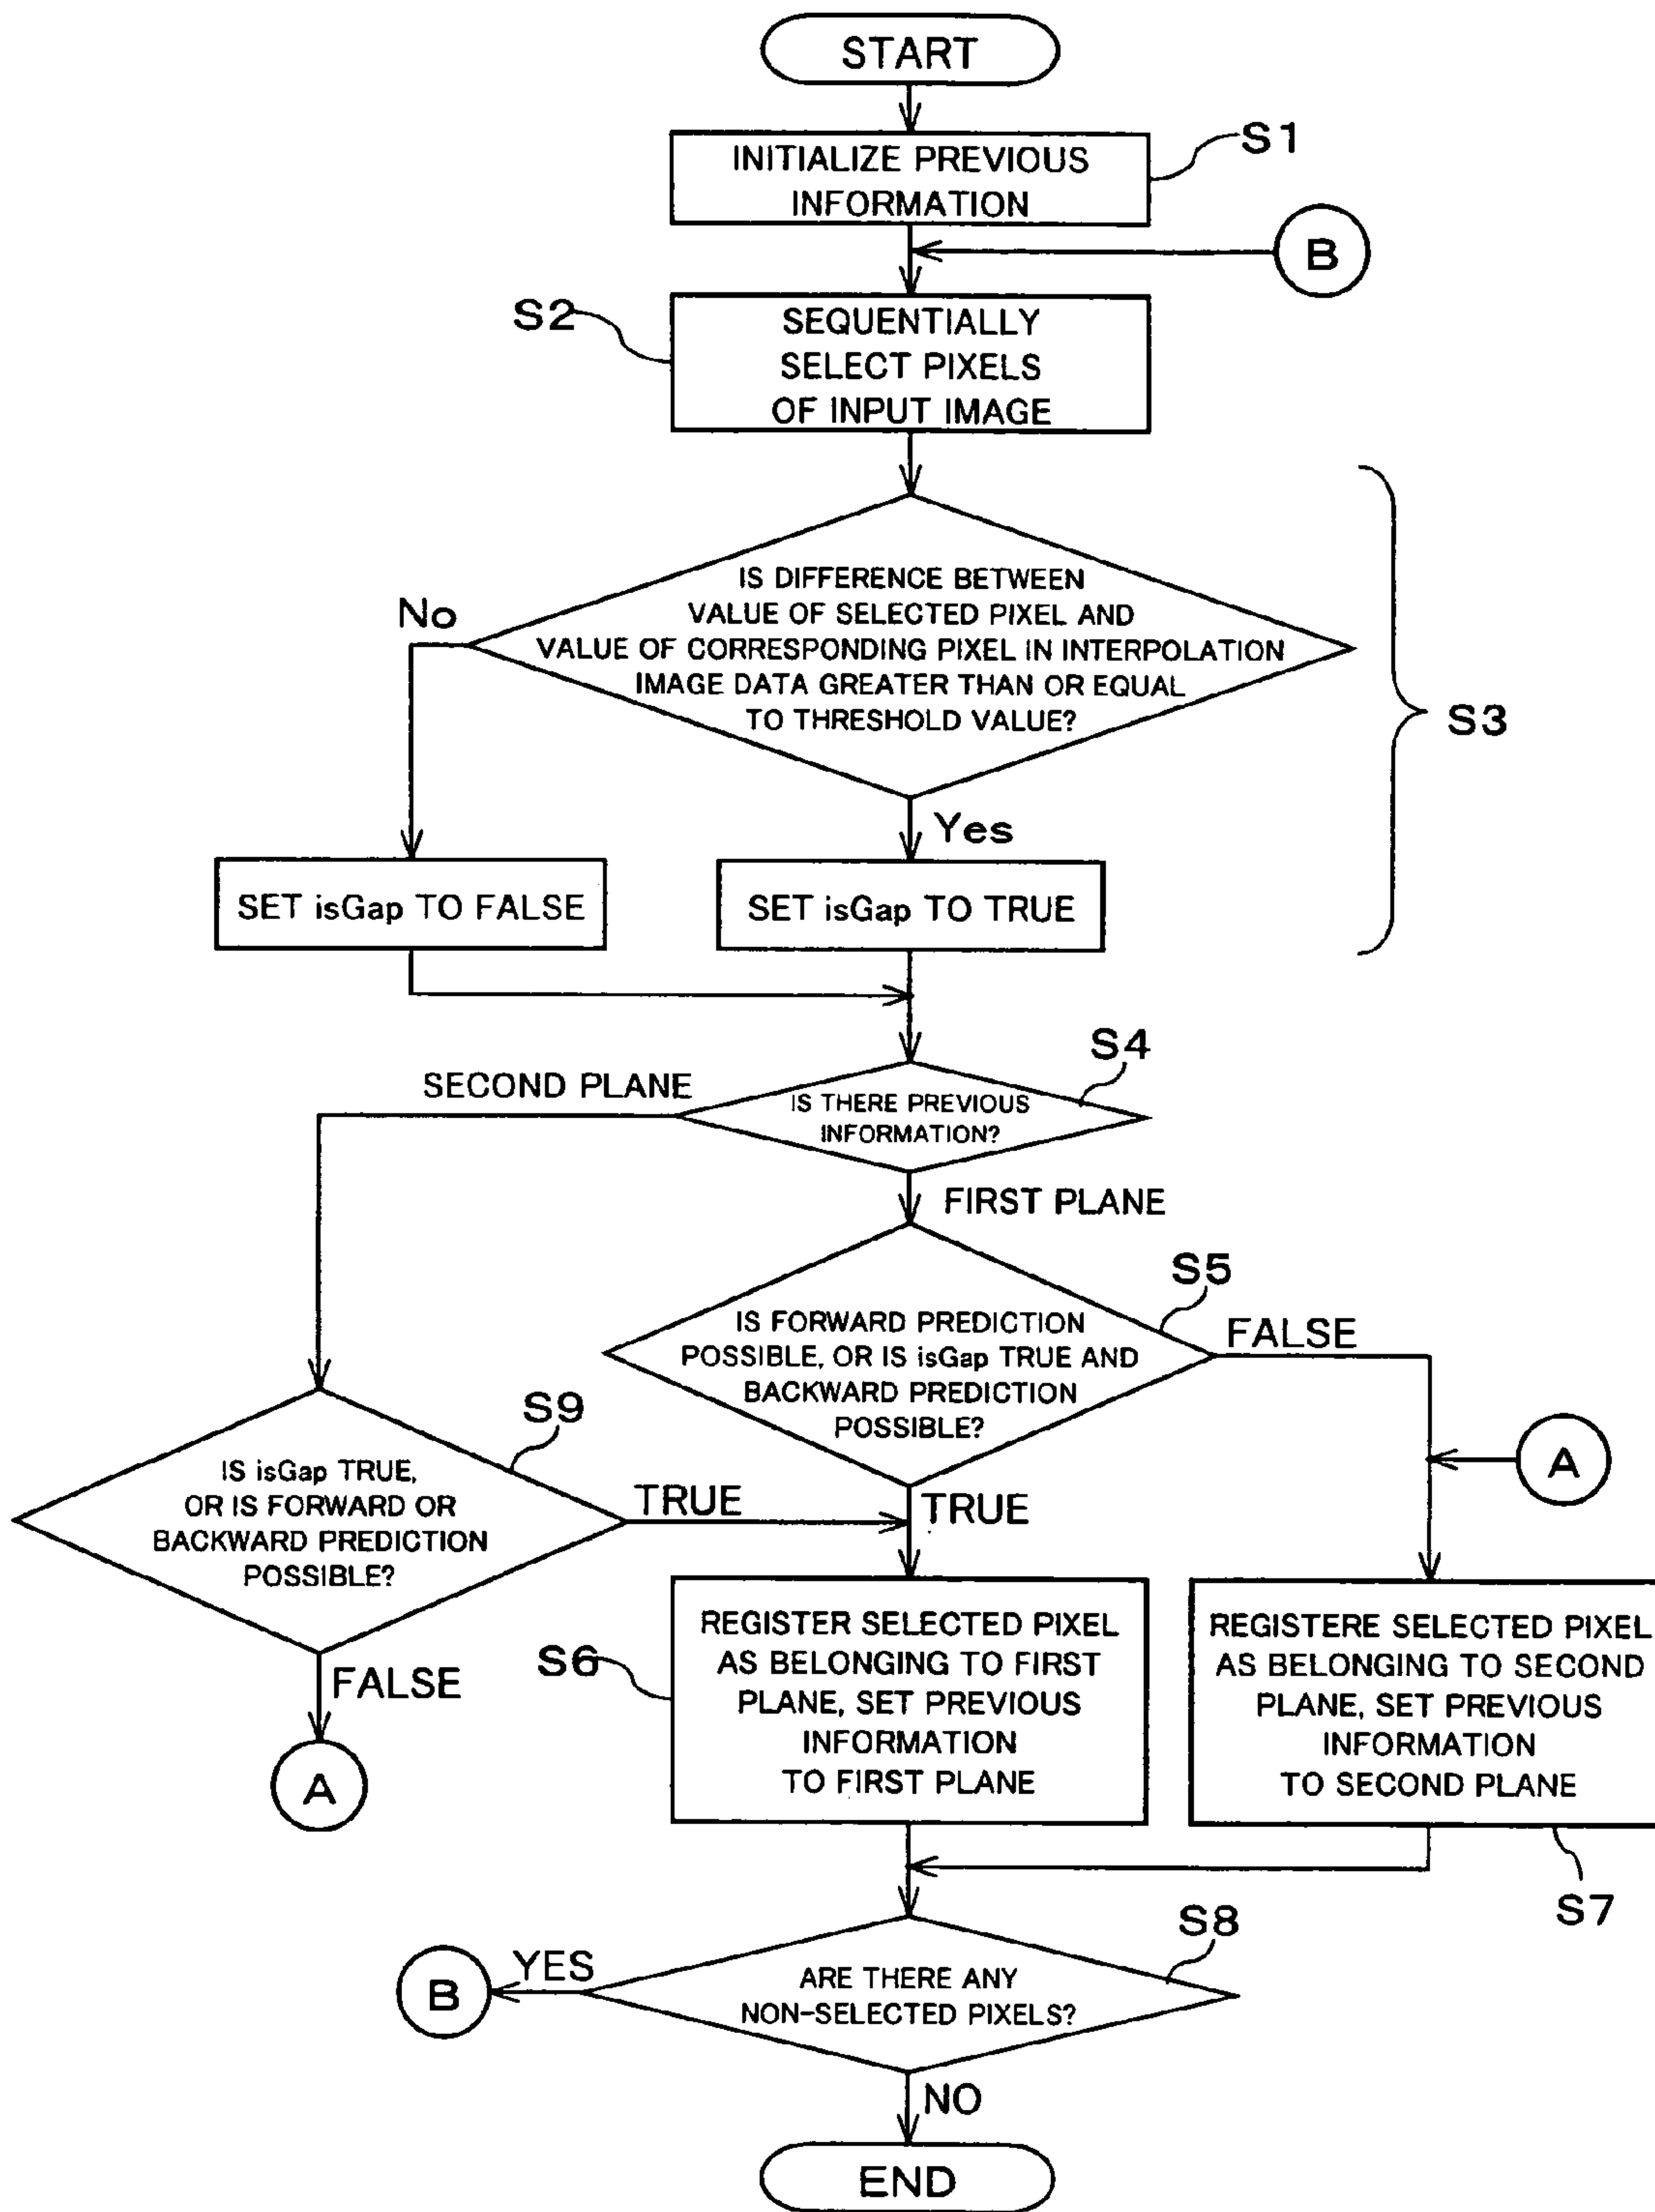 START
S1
INITIALIZE PREVIOUS
INFORMATION
B
S2
SEQUENTIALLY
SELECT PIXELS
OF INPUT IMAGE
IS DIFFERENCE BETWEEN
VALUE OF SELECTED PIXEL AND
VALUE OF CORRESPONDING PIXEL IN INTERPOLATION
IMAGE DATA GREATER THAN OR EQUAL
TO THRESHOLD VALUE?
No
Yes
S3
SET isGap TO FALSE
SET isGap TO TRUE
S4
SECOND PLANE
IS THERE PREVIOUS
INFORMATION?
FIRST PLANE
S5
IS FORWARD PREDICTION
POSSIBLE, OR IS isGap TRUE AND
BACKWARD PREDICTION
POSSIBLE?
FALSE
A
S9
IS isGap TRUE,
OR IS FORWARD OR
BACKWARD PREDICTION
POSSIBLE?
TRUE
TRUE
FALSE
A
S6
REGISTER SELECTED PIXEL
AS BELONGING TO FIRST
PLANE, SET PREVIOUS
INFORMATION
TO FIRST PLANE
REGISTERE SELECTED PIXEL
AS BELONGING TO SECOND
PLANE, SET PREVIOUS
INFORMATION
TO SECOND PLANE
S7
S8
ARE THERE ANY
NON-SELECTED PIXELS?
YES
B
NO
END